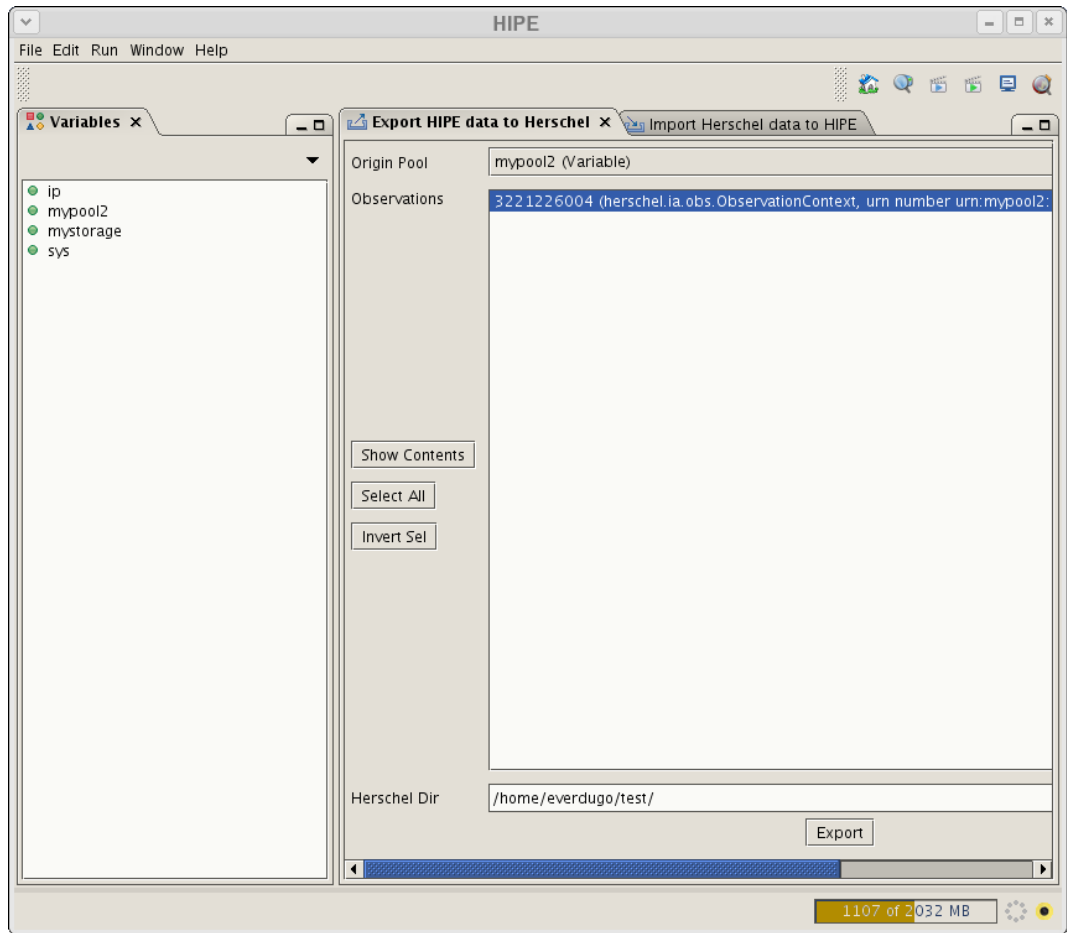 HIPE
File Edit Run Window Help
Variables
Export HIPE data to Herschel
Import Herschel data to HIPE
ip
mypool2
mystorage
sys
Origin Pool
mypool2 (Variable)
Observations
3221226004 (herschel.ia.obs.ObservationContext, urn number urn:mypool2:
Show Contents
Select All
Invert Sel
Herschel Dir
/home/everdugo/test/
Export
1107 of 2032 MB